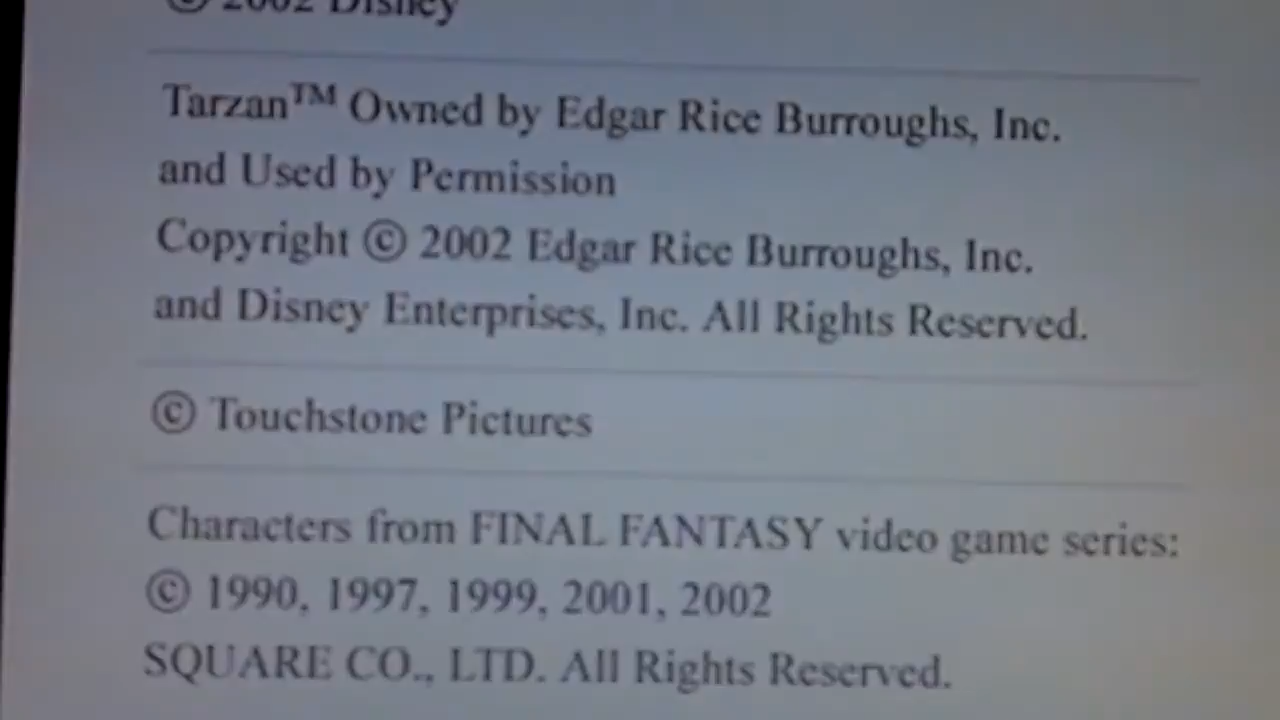 © 2002 Disney
Tarzan™ Owned by Edgar Rice Burroughs, Inc.
and Used by Permission
Copyright © 2002 Edgar Rice Burroughs, Inc.
and Disney Enterprises, Inc. All Rights Reserved.
© Touchstone Pictures
Characters from FINAL FANTASY video game series:
© 1990, 1997, 1999, 2001, 2002
SQUARE CO., LTD. All Rights Reserved.